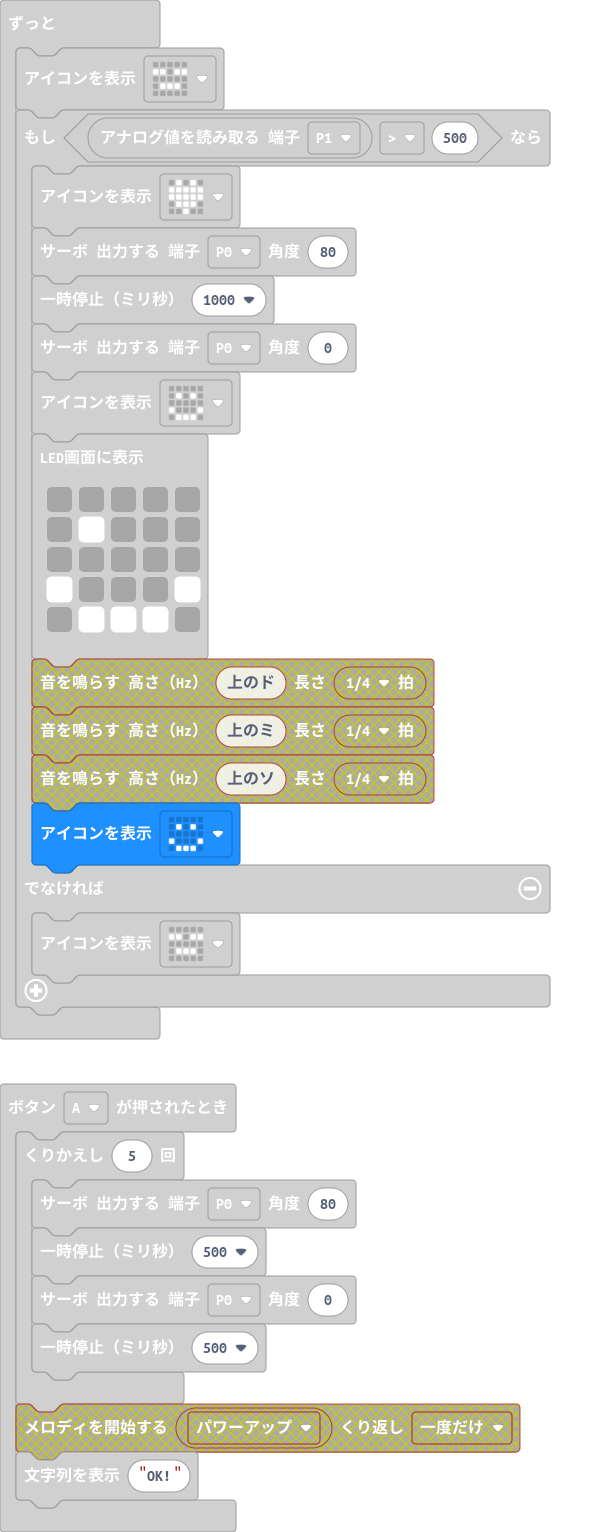 ずっと
アイコンを表示
もし アナログ値を読み取る 端子 P1 > 500 なら
アイコンを表示
サーボ 出力する 端子 P0 角度 80
一時停止（ミリ秒） 1000
サーボ 出力する 端子 P0 角度 0
アイコンを表示
LED画面に表示
音を鳴らす 高さ（Hz） 上のド 長さ 1/4 拍
音を鳴らす 高さ（Hz） 上のミ 長さ 1/4 拍
音を鳴らす 高さ（Hz） 上のソ 長さ 1/4 拍
アイコンを表示
でなければ
アイコンを表示
ボタン A が押されたとき
くりかえし 5 回
サーボ 出力する 端子 P0 角度 80
一時停止（ミリ秒） 500
サーボ 出力する 端子 P0 角度 0
一時停止（ミリ秒） 500
メロディを開始する パワーアップ くり返し 一度だけ
文字列を表示 "OK!"